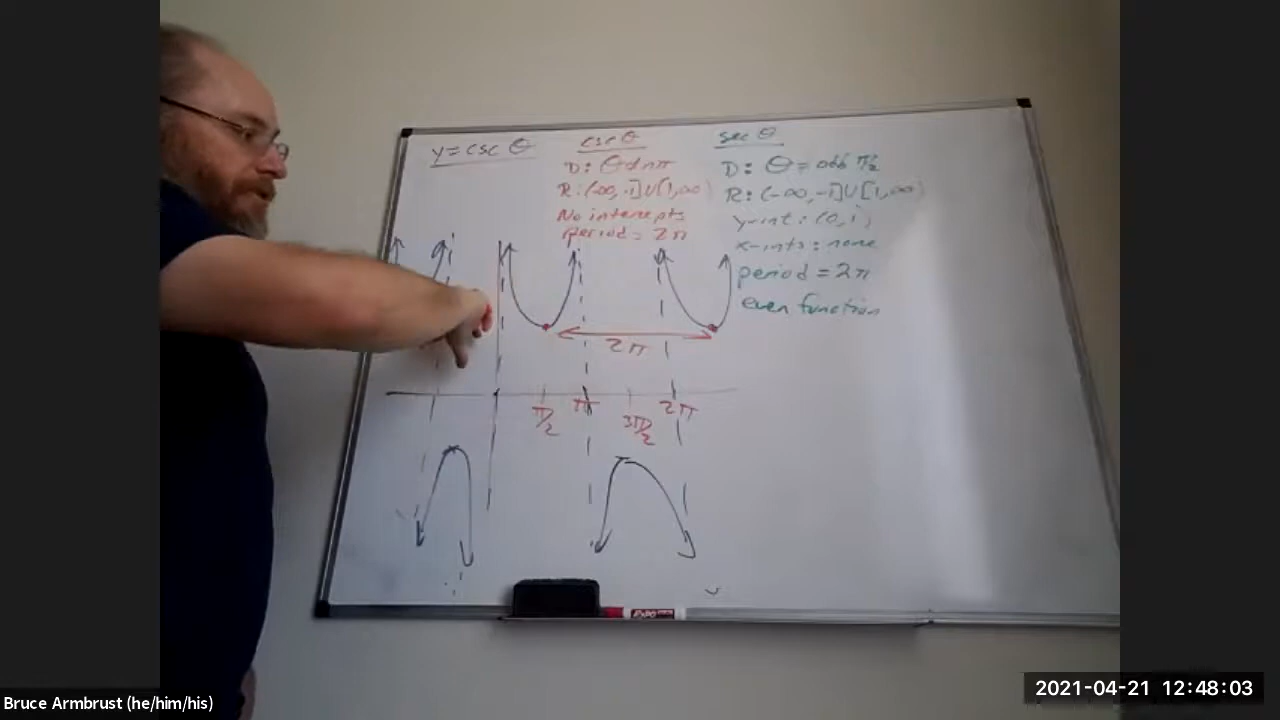 y = csc θ
csc θ
D: θ ≠ nπ
R: (-∞, -1] ∪ [1, ∞)
No intercepts
Period = 2π
sec θ
D: θ = odd π/2
R: (-∞, -1] ∪ [1, ∞)
y-int: (0, 1)
x-ints: none
period = 2π
even function
2π
π/2
π
3π/2
2π
EXPO
Bruce Armbrust (he/him/his)
2021-04-21 12:48:03